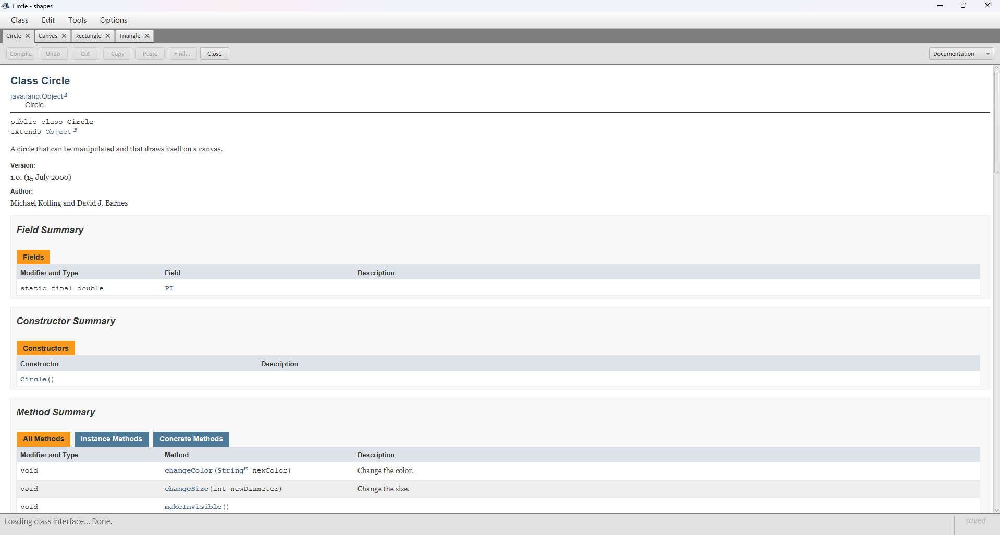 Circle - shapes
Class Edit Tools Options
Circle Canvas Rectangle Triangle
Compile Undo Cut Copy Paste Find... Close Documentation
Class Circle
java.lang.Object
Circle
public class Circle
extends Object
A circle that can be manipulated and that draws itself on a canvas.
Version:
1.0. (15 July 2000)
Author:
Michael Kolling and David J. Barnes
Field Summary
Fields
Modifier and Type Field Description
static final double PI
Constructor Summary
Constructors
Constructor Description
Circle()
Method Summary
All Methods Instance Methods Concrete Methods
Modifier and Type Method Description
void changeColor(String newColor) Change the color.
void changeSize(int newDiameter) Change the size.
void makeInvisible()
Loading class interface... Done. saved